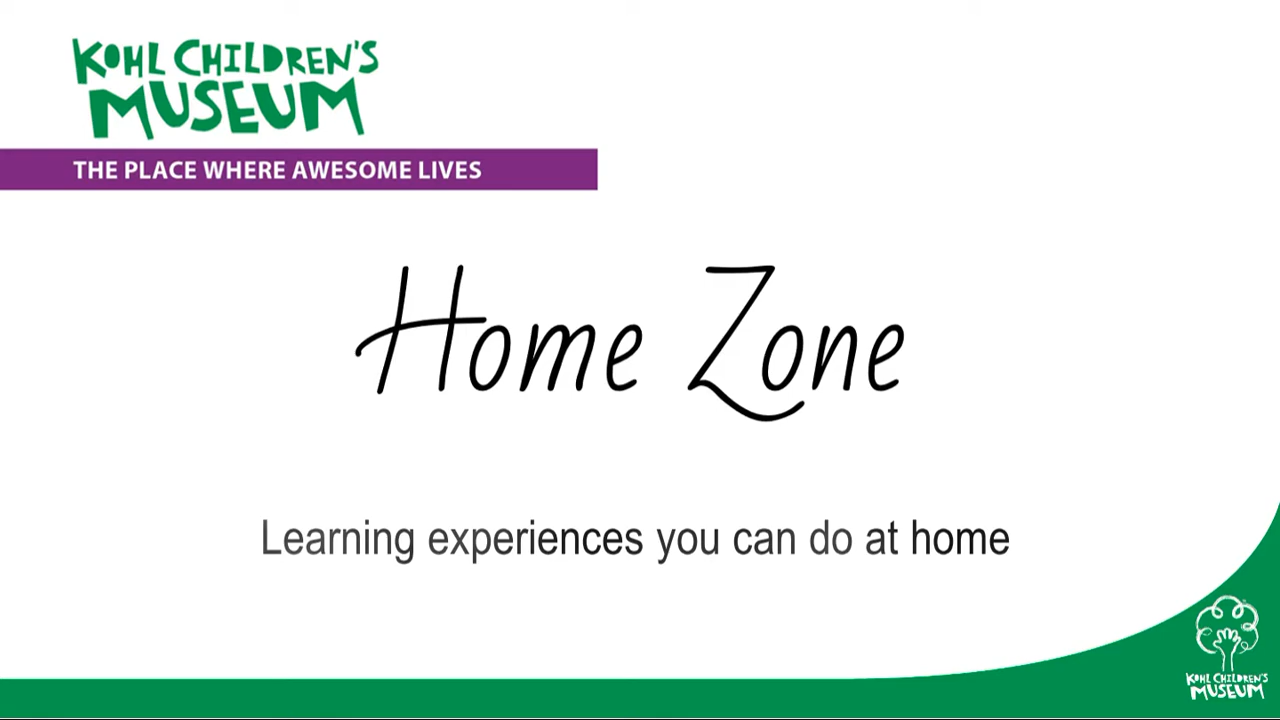 KOHL CHILDREN'S
MUSEUM
THE PLACE WHERE AWESOME LIVES
Home Zone
Learning experiences you can do at home
KOHL CHILDREN'S
MUSEUM